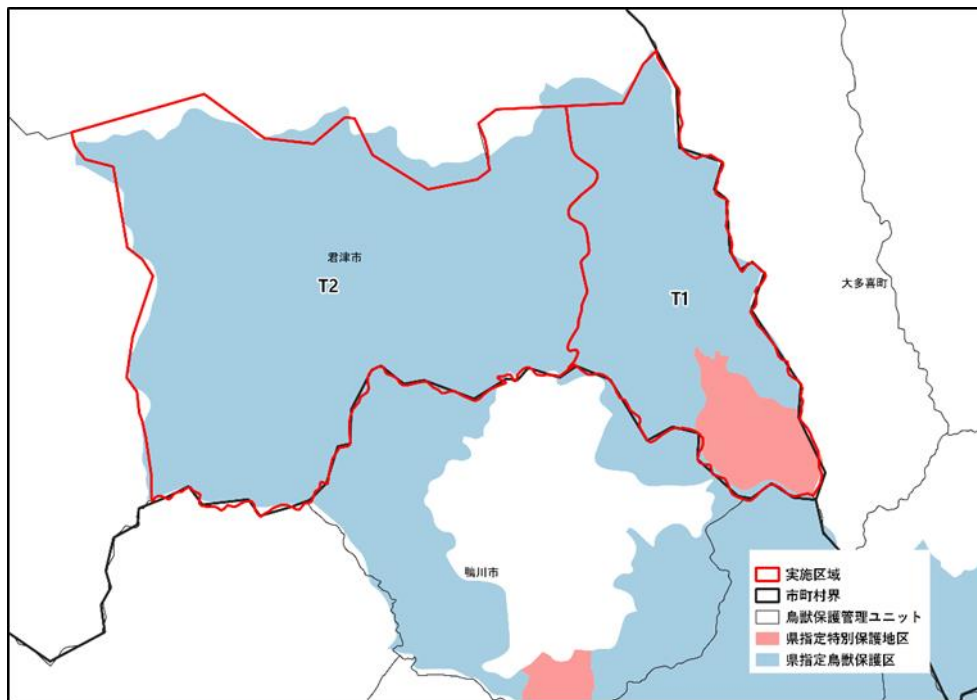 君津市
T2
T1
大多喜町
鴨川市
実施区域
市町村界
鳥獣保護管理ユニット
県指定特別保護地区
県指定鳥獣保護区